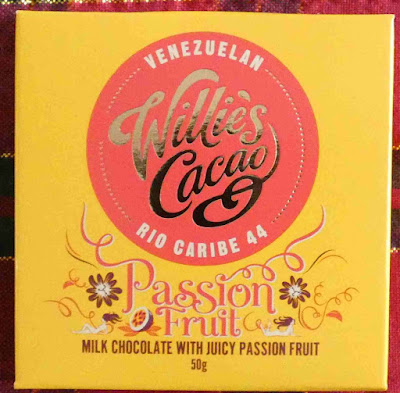 VENEZUELAN
Willie's
Cacao
RIO CARIBE 44
Passion
Fruit
MILK CHOCOLATE WITH JUICY PASSION FRUIT
50g